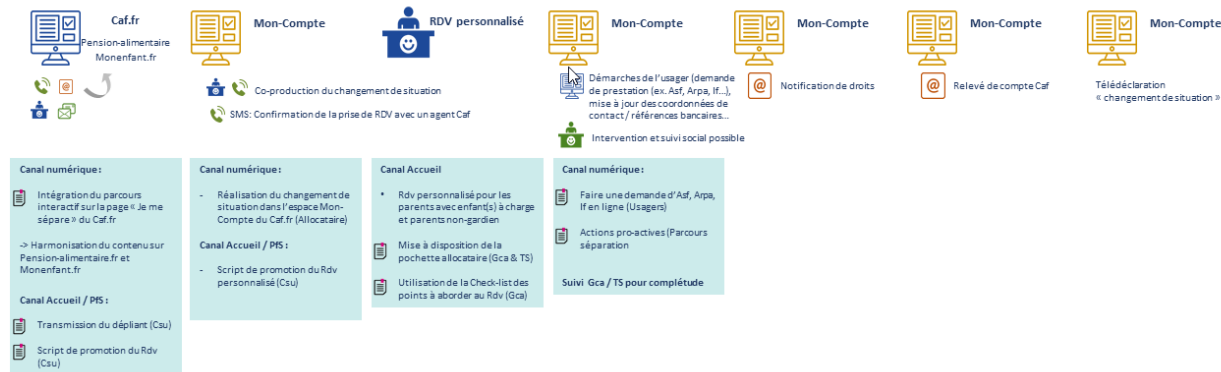 Caf.fr
Pension-alimentaire
Monenfant.fr
Mon-Compte
Co-production du changement de situation
SMS: Confirmation de la prise de RDV avec un agent Caf
RDV personnalisé
Mon-Compte
Démarches de l'usager (demande
de prestation (ex. Asf, Arpa, If...),
mise à jour des coordonnées de
contact / références bancaires...
Intervention et suivi social possible
Mon-Compte
@ Notification de droits
Mon-Compte
@ Relevé de compte Caf
Mon-Compte
Télédéclaration
« changement de situation »
Canal numérique :
Intégration du parcours
interactif sur la page « Je me
sépare » du Caf.fr
-> Harmonisation du contenu sur
Pension-alimentaire.fr et
Monenfant.fr
Canal Accueil / PfS :
Transmission du dépliant (Csu)
Script de promotion du Rdv
(Csu)
Canal numérique :
- Réalisation du changement de
situation dans l'espace Mon-
Compte du Caf.fr (Allocataire)
Canal Accueil / PfS :
- Script de promotion du Rdv
personnalisé (Csu)
Canal Accueil
• Rdv personnalisé pour les
parents avec enfant(s) à charge
et parents non-gardien
Mise à disposition de la
pochette allocataire (Gca & TS)
Utilisation de la Check-list des
points à aborder au Rdv (Gca)
Canal numérique :
Faire une demande d'Asf, Arpa,
If en ligne (Usagers)
Actions pro-actives (Parcours
séparation
Suivi Gca / TS pour complétude